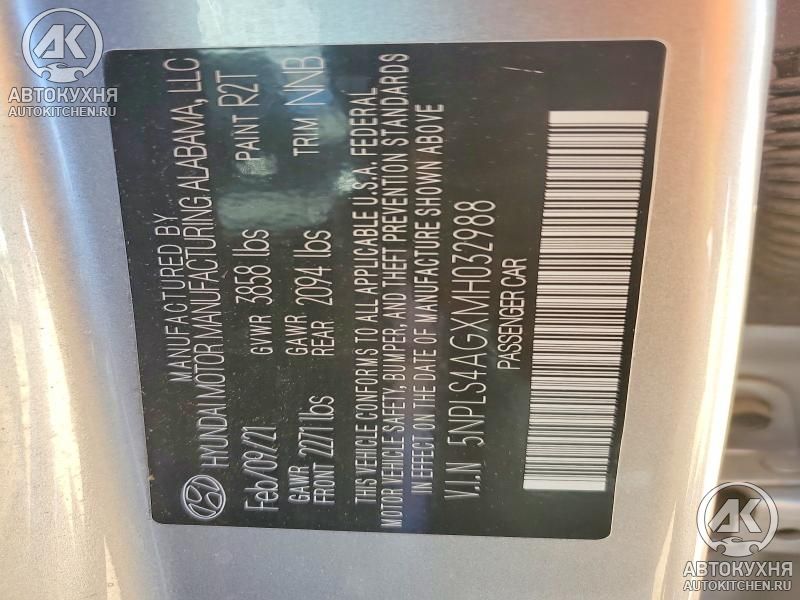 MANUFACTURED BY
HYUNDAI MOTOR MANUFACTURING ALABAMA, LLC
Feb/09/21 GVWR 3858 lbs PAINT R2T
GAWR GAWR
FRONT 2271 lbs REAR 2094 lbs TRIM NNB
THIS VEHICLE CONFORMS TO ALL APPLICABLE U.S.A. FEDERAL
MOTOR VEHICLE SAFETY, BUMPER, AND THEFT PREVENTION STANDARDS
IN EFFECT ON THE DATE OF MANUFACTURE SHOWN ABOVE
V.I.N 5NPLS4AGXMH032988
PASSENGER CAR
АК
АВТОКУХНЯ
AUTOKITCHEN.RU
АК
АВТОКУХНЯ
AUTOKITCHEN.RU